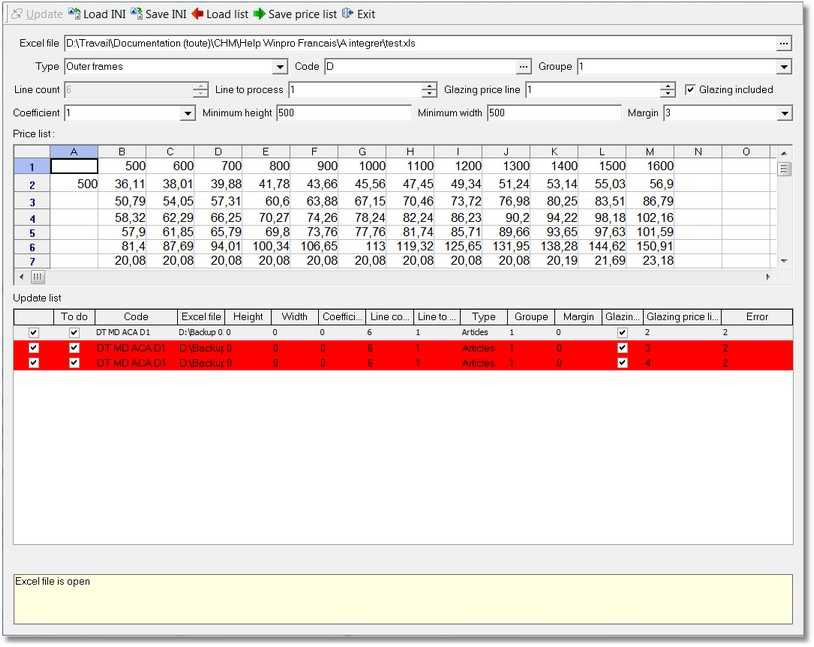 Update Load INI Save INI Load list Save price list Exit
Excel file D:\Travail\Documentation (toute)\CHM\Help Winpro Francais\A integrer\test.xls ...
Type Outer frames Code D ... Groupe 1
Line count 6 Line to process 1 Glazing price line 1 Glazing included
Coefficient 1 Minimum height 500 Minimum width 500 Margin 3
Price list :
A B C D E F G H I J K L M N O
1 500 600 700 800 900 1000 1100 1200 1300 1400 1500 1600
2 500 36,11 38,01 39,88 41,78 43,66 45,56 47,45 49,34 51,24 53,14 55,03 56,9
3 50,79 54,05 57,31 60,6 63,88 67,15 70,46 73,72 76,98 80,25 83,51 86,79
4 58,32 62,29 66,25 70,27 74,26 78,24 82,24 86,23 90,2 94,22 98,18 102,16
5 57,9 61,85 65,79 69,8 73,76 77,76 81,74 85,71 89,66 93,65 97,63 101,59
6 81,4 87,69 94,01 100,34 106,65 113 119,32 125,65 131,95 138,28 144,62 150,91
7 20,08 20,08 20,08 20,08 20,08 20,08 20,08 20,08 20,08 20,19 21,69 23,18
Update list
To do Code Excel file Height Width Coeffici... Line co... Line to ... Type Groupe Margin Glazin... Glazing price li... Error
DT MD ACA D1 D:\Backup 0 0 0 0 6 1 Articles 1 0 2 2
DT MD ACA D1 D:\Backup 0 0 0 6 1 Articles 1 0 3 2
DT MD ACA D1 D:\Backup 0 0 0 6 1 Articles 1 0 4 2
Excel file is open